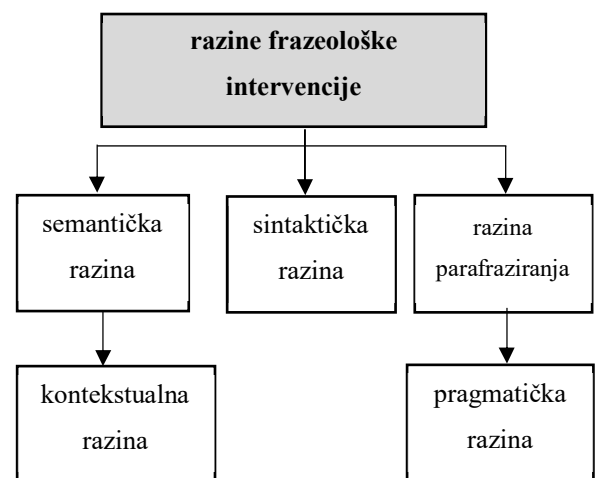 razine frazeološke
intervencije
semantička
razina
sintaktička
razina
razina
parafraziranja
kontekstualna
razina
pragmatička
razina